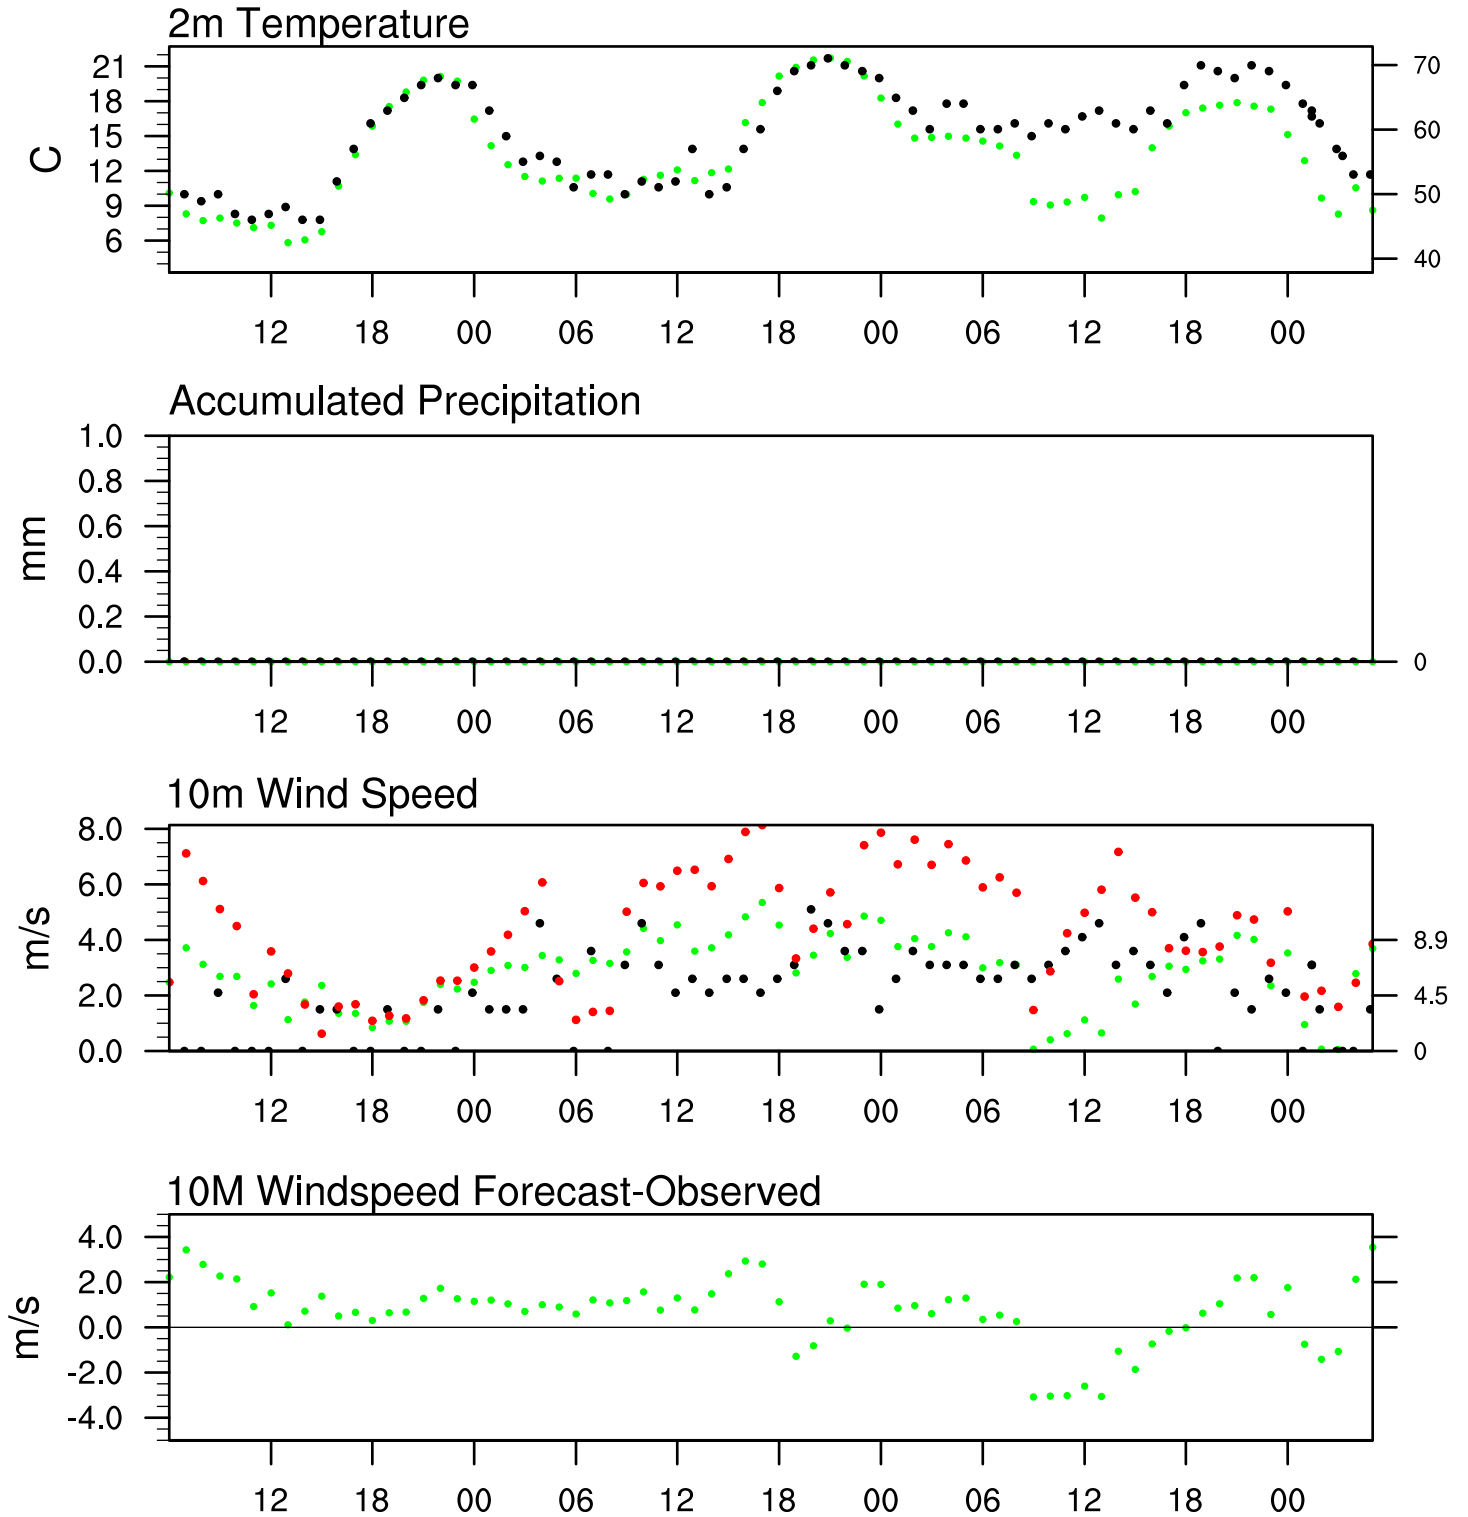 2m Temperature
21 70
18
15 60
C
12
9 50
6
40
12 18 00 06 12 18 00 06 12 18 00
Accumulated Precipitation
1.0
0.8
0.6
mm
0.4
0.2
0.0 0
12 18 00 06 12 18 00 06 12 18 00
10m Wind Speed
8.0
6.0
m/s
4.0 8.9
2.0 4.5
0.0 0
12 18 00 06 12 18 00 06 12 18 00
10M Windspeed Forecast-Observed
4.0
2.0
m/s
0.0
-2.0
-4.0
12 18 00 06 12 18 00 06 12 18 00